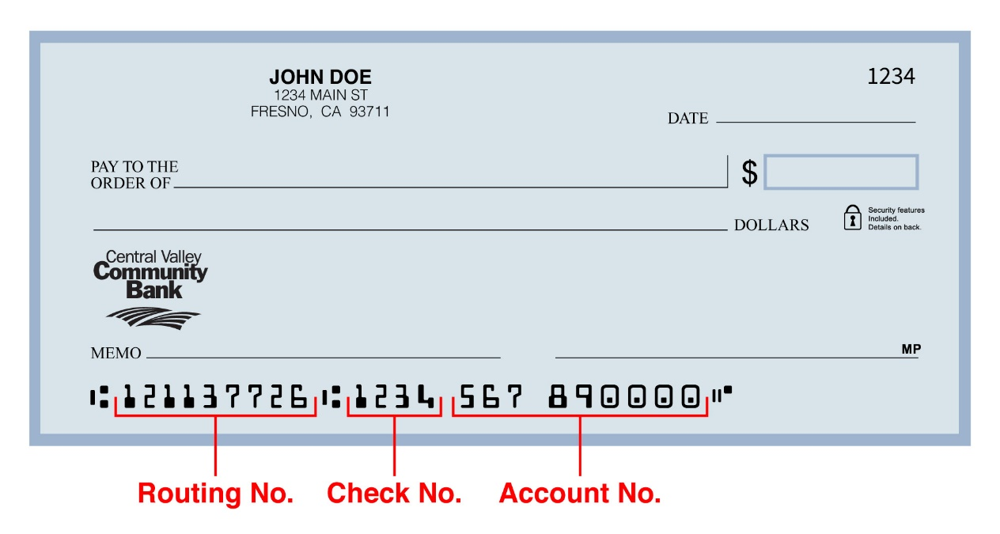 JOHN DOE
1234 MAIN ST
FRESNO, CA 93711
1234
DATE
PAY TO THE
ORDER OF
$
DOLLARS
Security features
Included.
Details on back.
Central Valley
Community
Bank
MEMO
MP
⑆121137726⑆1234 567 890000⑈
Routing No.
Check No.
Account No.